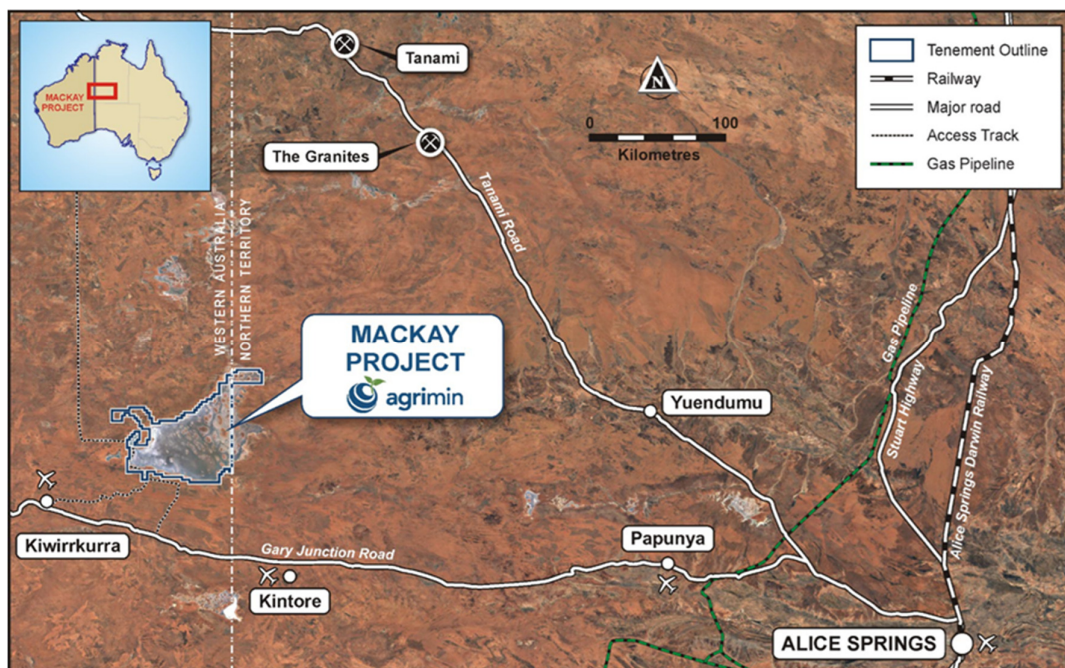 MACKAY
PROJECT
Tanami
The Granites
Tanami Road
N
0
100
Kilometres
Tenement Outline
Railway
Major road
Access Track
Gas Pipeline
WESTERN AUSTRALIA
NORTHERN TERRITORY
MACKAY
PROJECT
agrimin
Yuendumu
Gas Pipeline
Stuart Highway
Alice Springs Darwin Railway
Kiwirrkurra
Gary Junction Road
Kintore
Papunya
ALICE SPRINGS